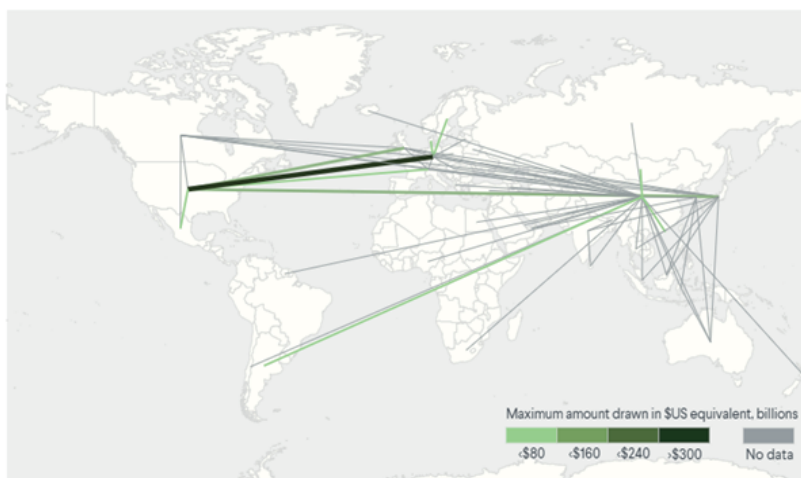 Maximum amount drawn in $US equivalent, billions
<$80 <$160 <$240 >$300 No data